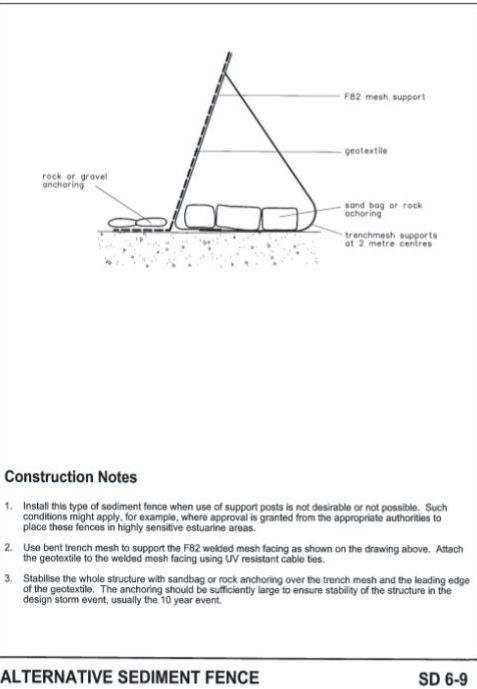 F82 mesh support
geotextile
rock or gravel
anchoring
sand bag or rock
achoring
trenchmesh supports
at 2 metre centres
Construction Notes
1. Install this type of sediment fence when use of support posts is not desirable or not possible. Such
conditions might apply, for example, where approval is granted from the appropriate authorities to
place these fences in highly sensitive estuarine areas.
2. Use bent trench mesh to support the F82 welded mesh facing as shown on the drawing above. Attach
the geotextile to the welded mesh facing using UV resistant cable ties.
3. Stabilise the whole structure with sandbag or rock anchoring over the trench mesh and the leading edge
of the geotextile. The anchoring should be sufficiently large to ensure stability of the structure in the
design storm event, usually the 10 year event.
ALTERNATIVE SEDIMENT FENCE SD 6-9